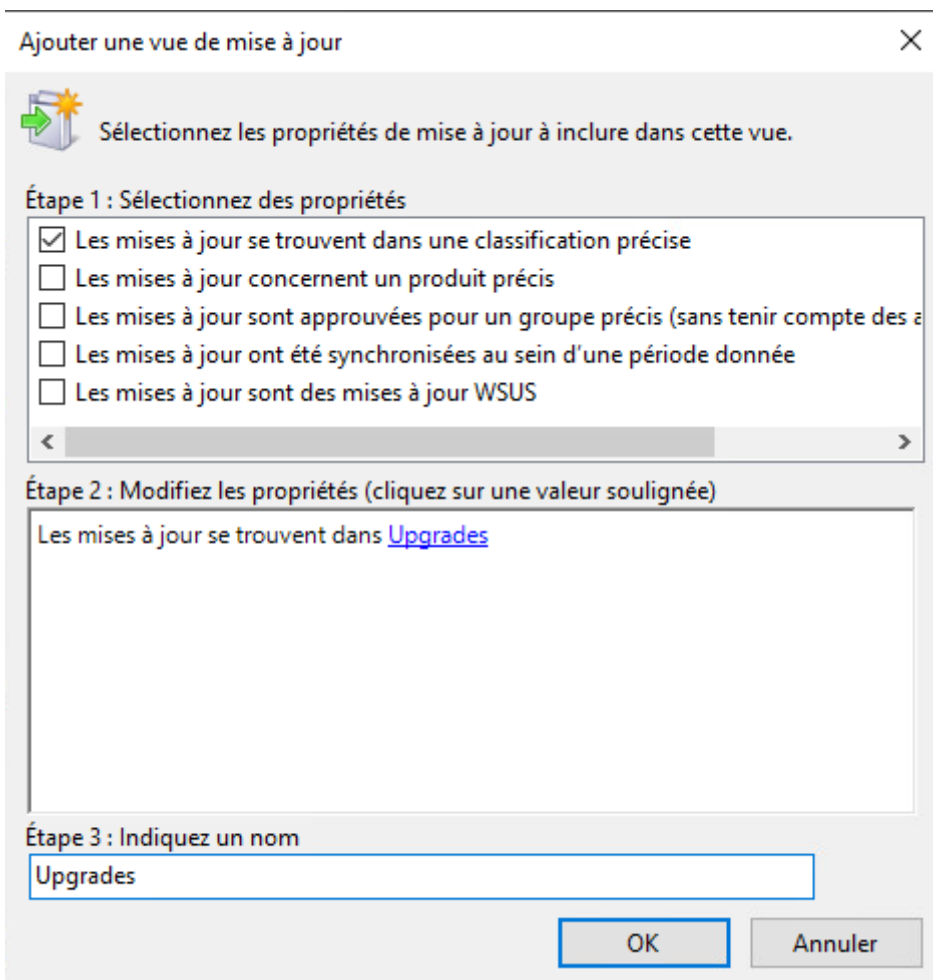 Ajouter une vue de mise à jour
Sélectionnez les propriétés de mise à jour à inclure dans cette vue.
Étape 1 : Sélectionnez des propriétés
Les mises à jour se trouvent dans une classification précise
Les mises à jour concernent un produit précis
Les mises à jour sont approuvées pour un groupe précis (sans tenir compte des a
Les mises à jour ont été synchronisées au sein d'une période donnée
Les mises à jour sont des mises à jour WSUS
Étape 2 : Modifiez les propriétés (cliquez sur une valeur soulignée)
Les mises à jour se trouvent dans Upgrades
Étape 3 : Indiquez un nom
Upgrades
OK Annuler